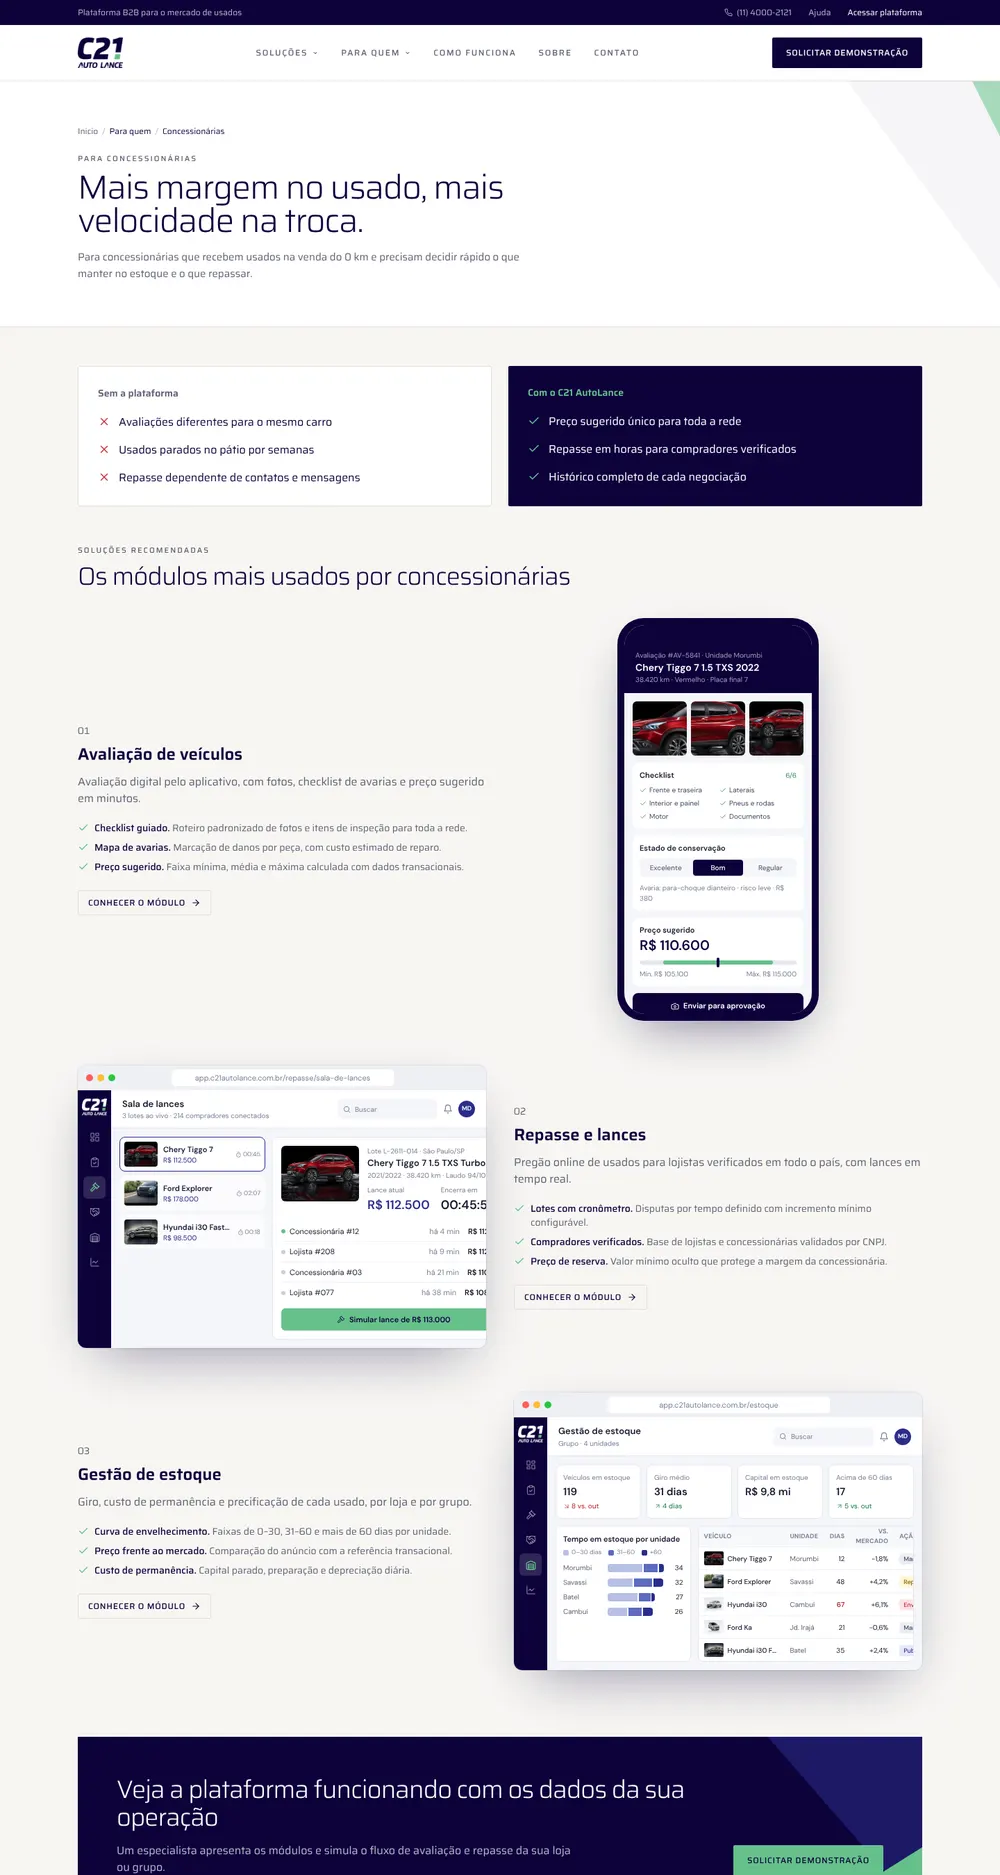 Plataforma B2B para o mercado de usados
(11) 4000-2121 Ajuda Acessar plataforma
C21 AUTO LANCE
SOLUÇÕES PARA QUEM COMO FUNCIONA SOBRE CONTATO
SOLICITAR DEMONSTRAÇÃO
Início / Para quem / Concessionárias
PARA CONCESSIONÁRIAS
Mais margem no usado, mais
velocidade na troca.
Para concessionárias que recebem usados na venda do 0 km e precisam decidir rápido o que
manter no estoque e o que repassar.
Sem a plataforma
Avaliações diferentes para o mesmo carro
Usados parados no pátio por semanas
Repasse dependente de contatos e mensagens
Com o C21 AutoLance
Preço sugerido único para toda a rede
Repasse em horas para compradores verificados
Histórico completo de cada negociação
SOLUÇÕES RECOMENDADAS
Os módulos mais usados por concessionárias
01
Avaliação de veículos
Avaliação digital pelo aplicativo, com fotos, checklist de avarias e preço sugerido
em minutos.
Checklist guiado. Roteiro padronizado de fotos e itens de inspeção para toda a rede.
Mapa de avarias. Marcação de danos por peça, com custo estimado de reparo.
Preço sugerido. Faixa mínima, média e máxima calculada com dados transacionais.
CONHECER O MÓDULO
Avaliação #AV-5841 · Unidade Morumbi
Chery Tiggo 7 1.5 TXS 2022
38.420 km · Vermelho · Placa final 7
Checklist 6/6
Frente e traseira Laterais
Interior e painel Pneus e rodas
Motor Documentos
Estado de conservação
Excelente Bom Regular
Avaria: para-choque dianteiro · risco leve · R$
380
Preço sugerido
R$ 110.600
Mín. R$ 105.100 Máx. R$ 115.000
Enviar para aprovação
app.c21autolance.com.br/repasse/sala-de-lances
C21 AUTO LANCE
Sala de lances
3 lotes ao vivo · 214 compradores conectados
Buscar
MD
Chery Tiggo 7
R$ 112.500
00:45
Ford Explorer
R$ 178.000
02:07
Hyundai i30 Fast...
R$ 98.500
00:18
Lote L-2611-014 · São Paulo/SP
Chery Tiggo 7 1.5 TXS Turbo
2021/2022 · 38.420 km · Laudo 94/10
Lance atual Encerra em
R$ 112.500 00:45:5
Concessionária #12 há 4 min R$ 11
Lojista #208 há 9 min R$ 11
Concessionária #03 há 21 min R$ 11
Lojista #077 há 38 min R$ 10
Simular lance de R$ 113.000
02
Repasse e lances
Pregão online de usados para lojistas verificados em todo o país, com lances em
tempo real.
Lotes com cronômetro. Disputas por tempo definido com incremento mínimo
configurável.
Compradores verificados. Base de lojistas e concessionárias validados por CNPJ.
Preço de reserva. Valor mínimo oculto que protege a margem da concessionária.
CONHECER O MÓDULO
03
Gestão de estoque
Giro, custo de permanência e precificação de cada usado, por loja e por grupo.
Curva de envelhecimento. Faixas de 0–30, 31–60 e mais de 60 dias por unidade.
Preço frente ao mercado. Comparação do anúncio com a referência transacional.
Custo de permanência. Capital parado, preparação e depreciação diária.
CONHECER O MÓDULO
app.c21autolance.com.br/estoque
C21 AUTO LANCE
Gestão de estoque
Grupo · 4 unidades
Buscar
MD
Veículos em estoque
119
8 vs. out
Giro médio
31 dias
4 dias
Capital em estoque
R$ 9,8 mi
Acima de 60 dias
17
5 vs. out
Tempo em estoque por unidade
0–30 dias 31–60 +60
Morumbi 34
Savassi 32
Batel 27
Cambuí 26
VEÍCULO UNIDADE DIAS VS. MERCADO AÇÃ
Chery Tiggo 7 Morumbi 12 -1,8% Ma
Ford Explorer Savassi 48 +4,2% Rep
Hyundai i30 Cambuí 67 +6,1% Env
Ford Ka Jd. Irajá 21 -0,6% Ma
Hyundai i30 F... Batel 35 +2,4% Pub
Veja a plataforma funcionando com os dados da sua
operação
Um especialista apresenta os módulos e simula o fluxo de avaliação e repasse da sua loja
ou grupo.
SOLICITAR DEMONSTRAÇÃO